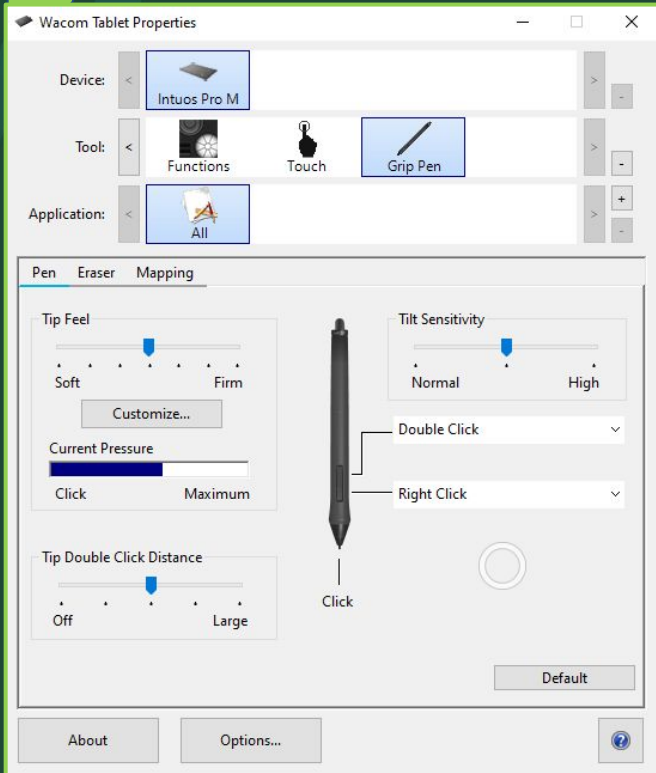 Wacom Tablet Properties
Device:
Intuos Pro M
Tool:
Functions Touch Grip Pen
Application:
All
Pen Eraser Mapping
Tip Feel
Soft Firm
Customize...
Current Pressure
Click Maximum
Tip Double Click Distance
Off Large
Click
Tilt Sensitivity
Normal High
Double Click
Right Click
Default
About Options...